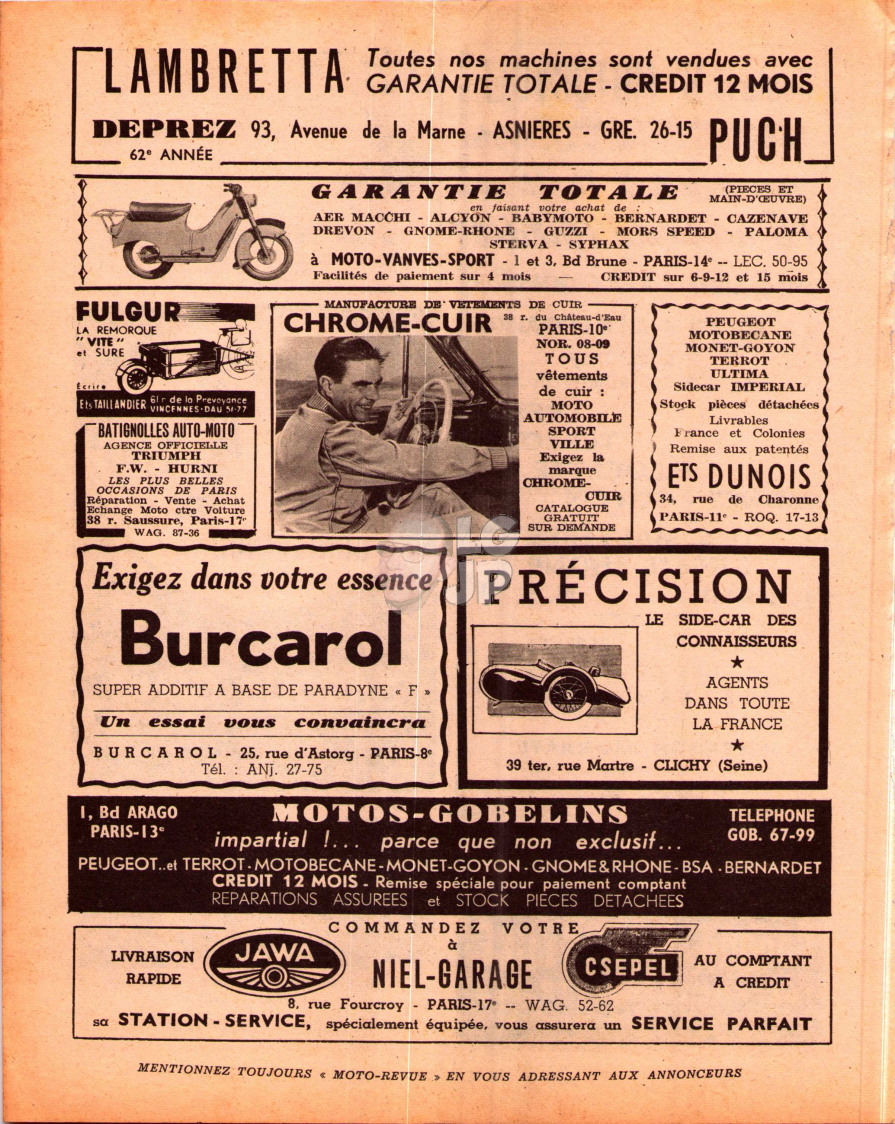 LAMBRETTA
Toutes nos machines sont vendues avec
GARANTIE TOTALE - CREDIT 12 MOIS
DEPREZ 93, Avenue de la Marne - ASNIERES - GRE. 26-15
62e ANNÉE
PUCH
GARANTIE TOTALE
(PIECES ET
MAIN-D'ŒUVRE)
en faisant votre achat de :
AER MACCHI - ALCYON - BABYMOTO - BERNARDET - CAZENAVE
DREVON - GNOME-RHONE - GUZZI - MORS SPEED - PALOMA
STERVA - SYPHAX
à MOTO-VANVES-SPORT - 1 et 3, Bd Brune - PARIS-14e -- LEC. 50-95
Facilités de paiement sur 4 mois — CREDIT sur 6-9-12 et 15 mois
FULGUR
LA REMORQUE
"VITE"
et SURE
Écrire
Ets TAILLANDIER 61 r de la Prevoyance
VINCENNES-DAU 51-77
BATIGNOLLES AUTO-MOTO
AGENCE OFFICIELLE
TRIUMPH
F.W. - HURNI
LES PLUS BELLES
OCCASIONS DE PARIS
Réparation - Vente - Achat
Echange Moto ctre Voiture
38 r. Saussure, Paris-17e
WAG. 87-36
MANUFACTURE DE VETEMENTS DE CUIR
CHROME-CUIR
38 r. du Château-d'Eau
PARIS-10e
NOR. 08-09
TOUS
vêtements
de cuir :
MOTO
AUTOMOBILE
SPORT
VILLE
Exigez la
marque
CHROME-
CUIR
CATALOGUE
GRATUIT
SUR DEMANDE
PEUGEOT
MOTOBECANE
MONET-GOYON
TERROT
ULTIMA
Sidecar IMPERIAL
Stock pièces détachées
Livrables
France et Colonies
Remise aux patentés
ETS DUNOIS
34, rue de Charonne
PARIS-11e - ROQ. 17-13
Exigez dans votre essence
Burcarol
SUPER ADDITIF A BASE DE PARADYNE « F »
Un essai vous convaincra
BURCAROL - 25, rue d'Astorg - PARIS-8e
Tél. : ANJ. 27-75
PRÉCISION
LE SIDE-CAR DES
CONNAISSEURS
★
AGENTS
DANS TOUTE
LA FRANCE
★
39 ter, rue Martre - CLICHY (Seine)
1, Bd ARAGO
PARIS-13e
MOTOS-GOBELINS
TELEPHONE
GOB. 67-99
impartial !... parce que non exclusif...
PEUGEOT..et TERROT-MOTOBECANE-MONET-GOYON-GNOME&RHONE-BSA-BERNARDET
CREDIT 12 MOIS - Remise spéciale pour paiement comptant
REPARATIONS ASSUREES et STOCK PIECES DETACHEES
COMMANDEZ VOTRE
LIVRAISON
RAPIDE
JAWA
à
NIEL-GARAGE
CSEPEL
AU COMPTANT
A CREDIT
8, rue Fourcroy - PARIS-17e -- WAG. 52-62
sa STATION-SERVICE, spécialement équipée, vous assurera un SERVICE PARFAIT
MENTIONNEZ TOUJOURS « MOTO-REVUE » EN VOUS ADRESSANT AUX ANNONCEURS